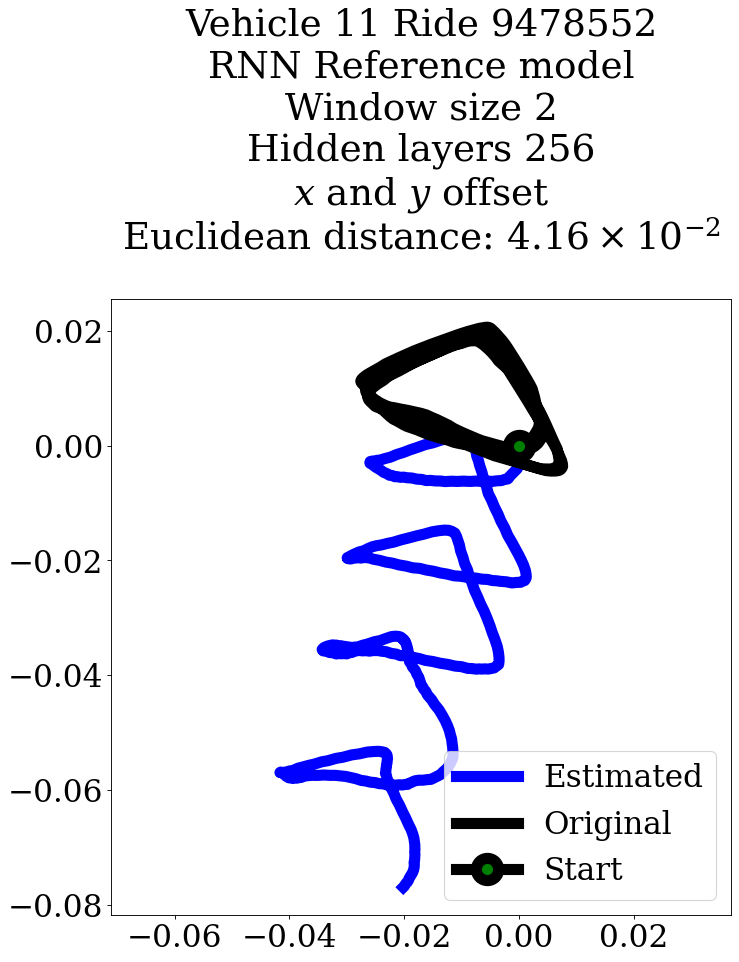 Vehicle 11 Ride 9478552
RNN Reference model
Window size 2
Hidden layers 256
x and y offset
Euclidean distance: 4.16 × 10⁻²
0.02
0.00
−0.02
−0.04
−0.06
−0.08
Estimated
Original
Start
−0.06 −0.04 −0.02 0.00 0.02